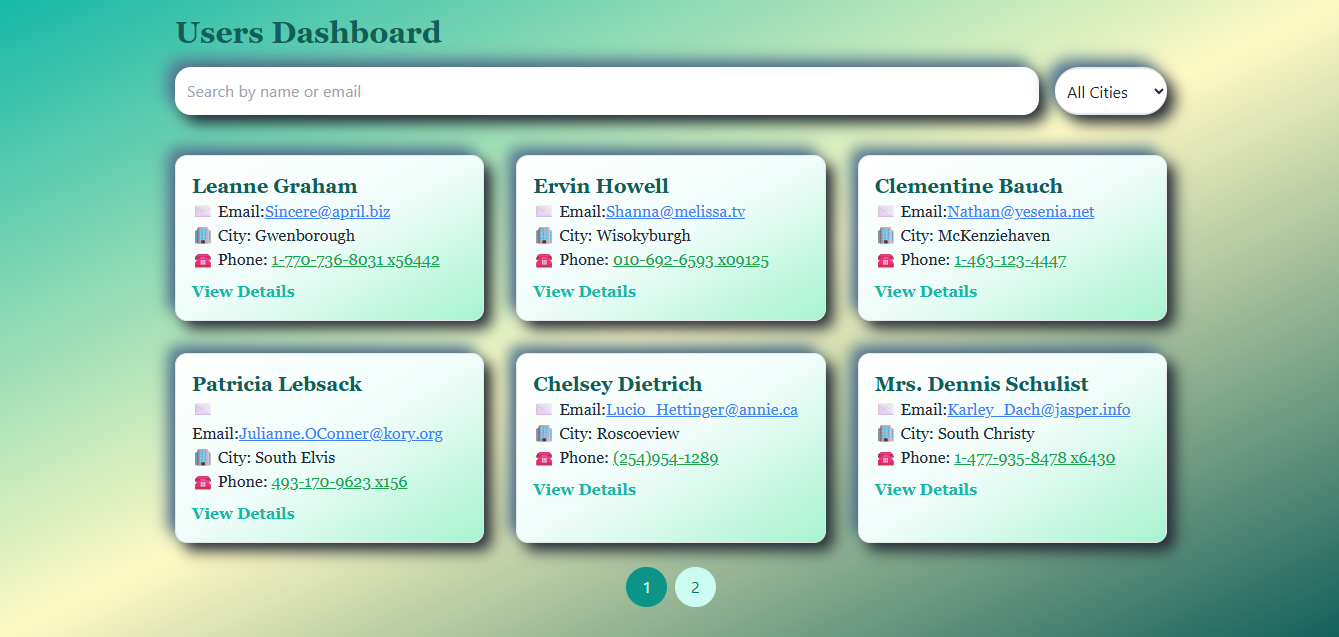 Users Dashboard
Search by name or email
All Cities
Leanne Graham
Email:Sincere@april.biz
City: Gwenborough
Phone: 1-770-736-8031 x56442
View Details
Ervin Howell
Email:Shanna@melissa.tv
City: Wisokyburgh
Phone: 010-692-6593 x09125
View Details
Clementine Bauch
Email:Nathan@yesenia.net
City: McKenziehaven
Phone: 1-463-123-4447
View Details
Patricia Lebsack
Email:Julianne.OConner@kory.org
City: South Elvis
Phone: 493-170-9623 x156
View Details
Chelsey Dietrich
Email:Lucio_Hettinger@annie.ca
City: Roscoeview
Phone: (254)954-1289
View Details
Mrs. Dennis Schulist
Email:Karley_Dach@jasper.info
City: South Christy
Phone: 1-477-935-8478 x6430
View Details
1 2